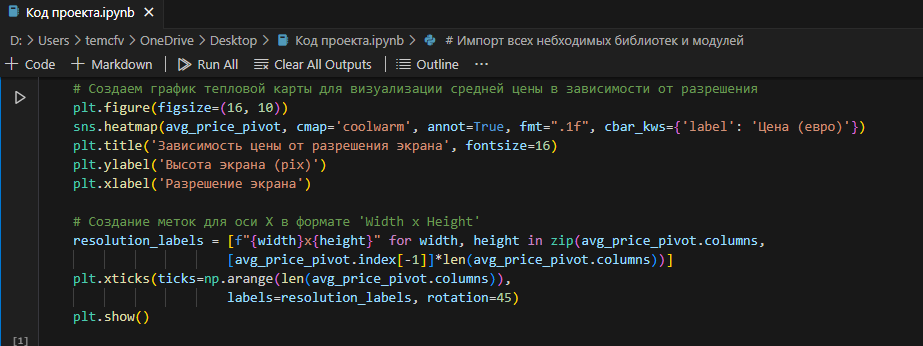 Код проекта.ipynb ×
D: > Users > temcfv > OneDrive > Desktop > Код проекта.ipynb > # Импорт всех небходимых библиотек и модулей
+ Code + Markdown | Run All Clear All Outputs | Outline ...
# Создаем график тепловой карты для визуализации средней цены в зависимости от разрешения
plt.figure(figsize=(16, 10))
sns.heatmap(avg_price_pivot, cmap='coolwarm', annot=True, fmt=".1f", cbar_kws={'label': 'Цена (евро)'})
plt.title('Зависимость цены от разрешения экрана', fontsize=16)
plt.ylabel('Высота экрана (pix)')
plt.xlabel('Разрешение экрана')
# Создание меток для оси X в формате 'Width x Height'
resolution_labels = [f"{width}x{height}" for width, height in zip(avg_price_pivot.columns,
[avg_price_pivot.index[-1]]*len(avg_price_pivot.columns))]
plt.xticks(ticks=np.arange(len(avg_price_pivot.columns)),
labels=resolution_labels, rotation=45)
plt.show()
[1]